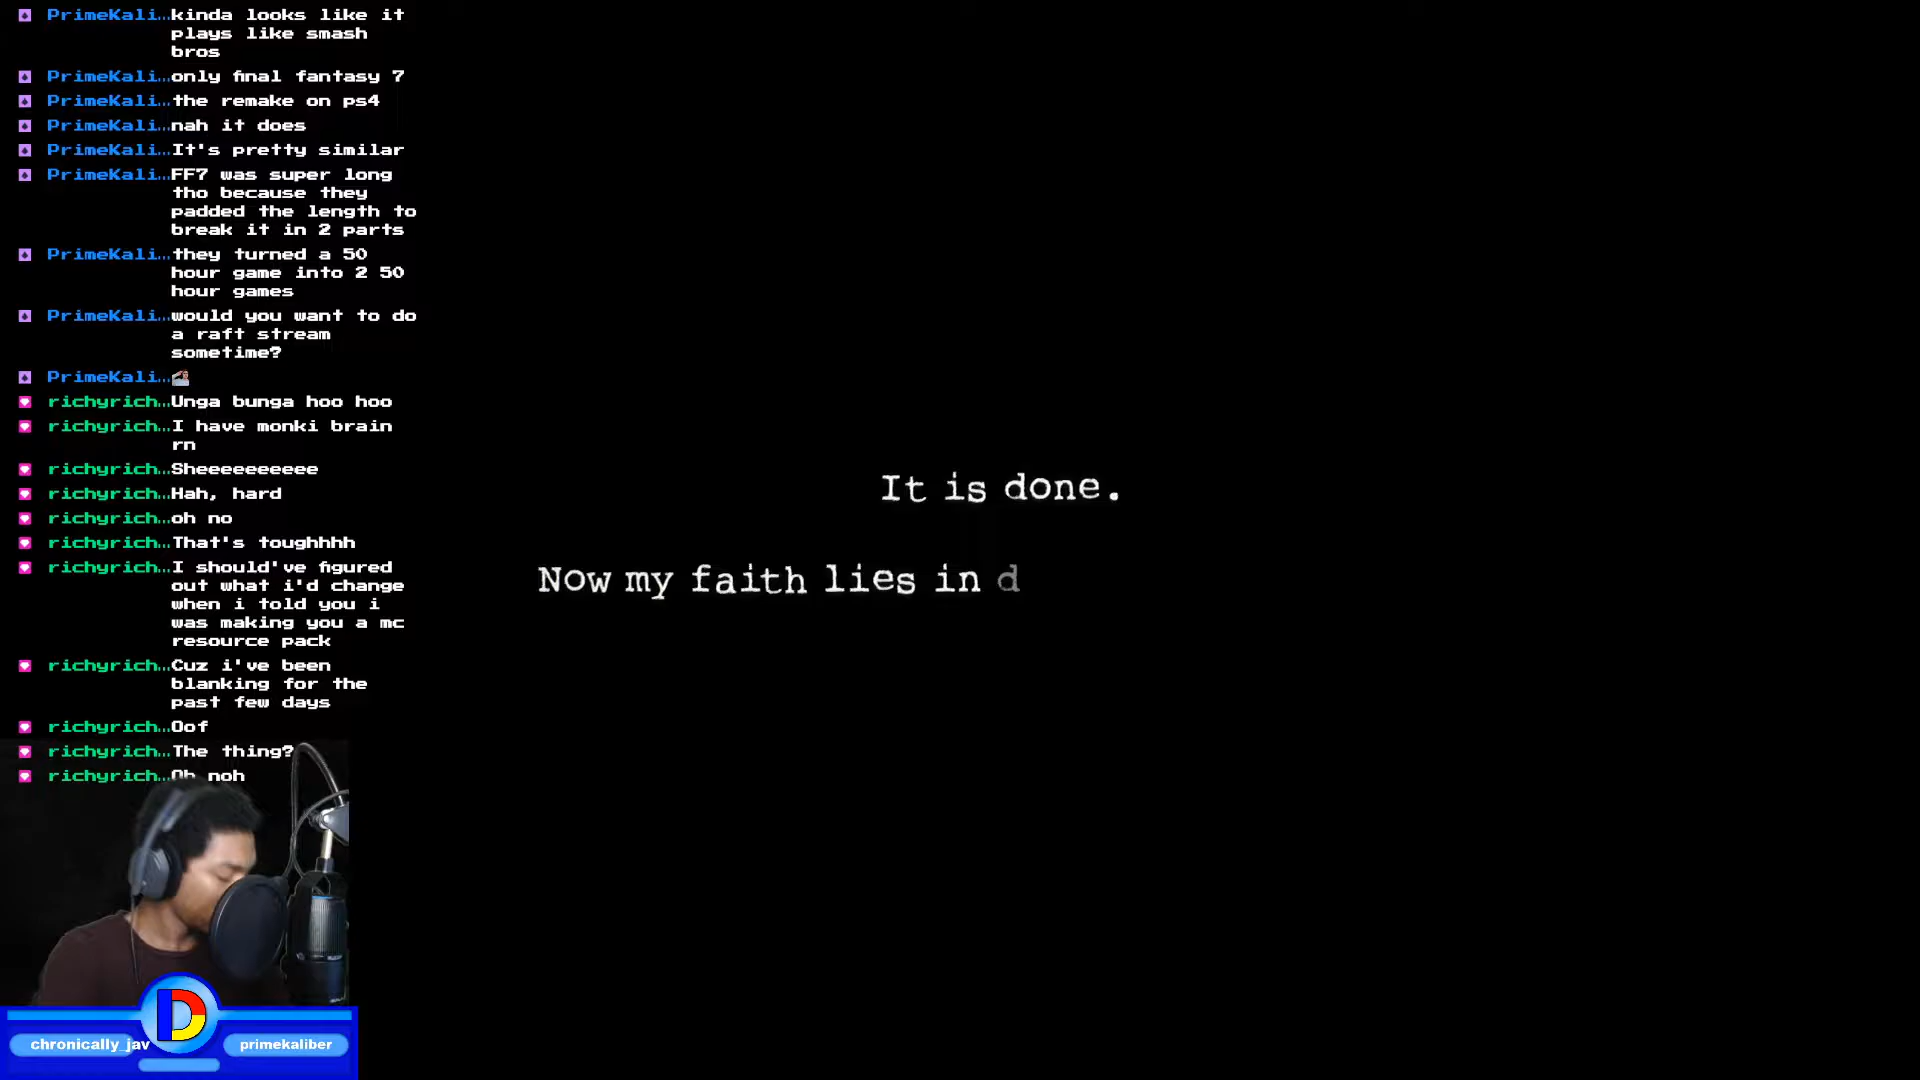 PrimeKali…kinda looks like it
plays like smash
bros
PrimeKali…only final fantasy 7
PrimeKali…the remake on ps4
PrimeKali…nah it does
PrimeKali…It's pretty similar
PrimeKali…FF7 was super long
tho because they
padded the length to
break it in 2 parts
PrimeKali…they turned a 50
hour game into 2 50
hour games
PrimeKali…would you want to do
a raft stream
sometime?
PrimeKali…
richyrich…Unga bunga hoo hoo
richyrich…I have monki brain
rn
richyrich…Sheeeeeeeeee
richyrich…Hah, hard
richyrich…oh no
richyrich…That's toughhhh
richyrich…I should've figured
out what i'd change
when i told you i
was making you a mc
resource pack
richyrich…Cuz i've been
blanking for the
past few days
richyrich…Oof
richyrich…The thing?
richyrich…Oh noh
It is done.
Now my faith lies in d
D
chronically_jav
primekaliber